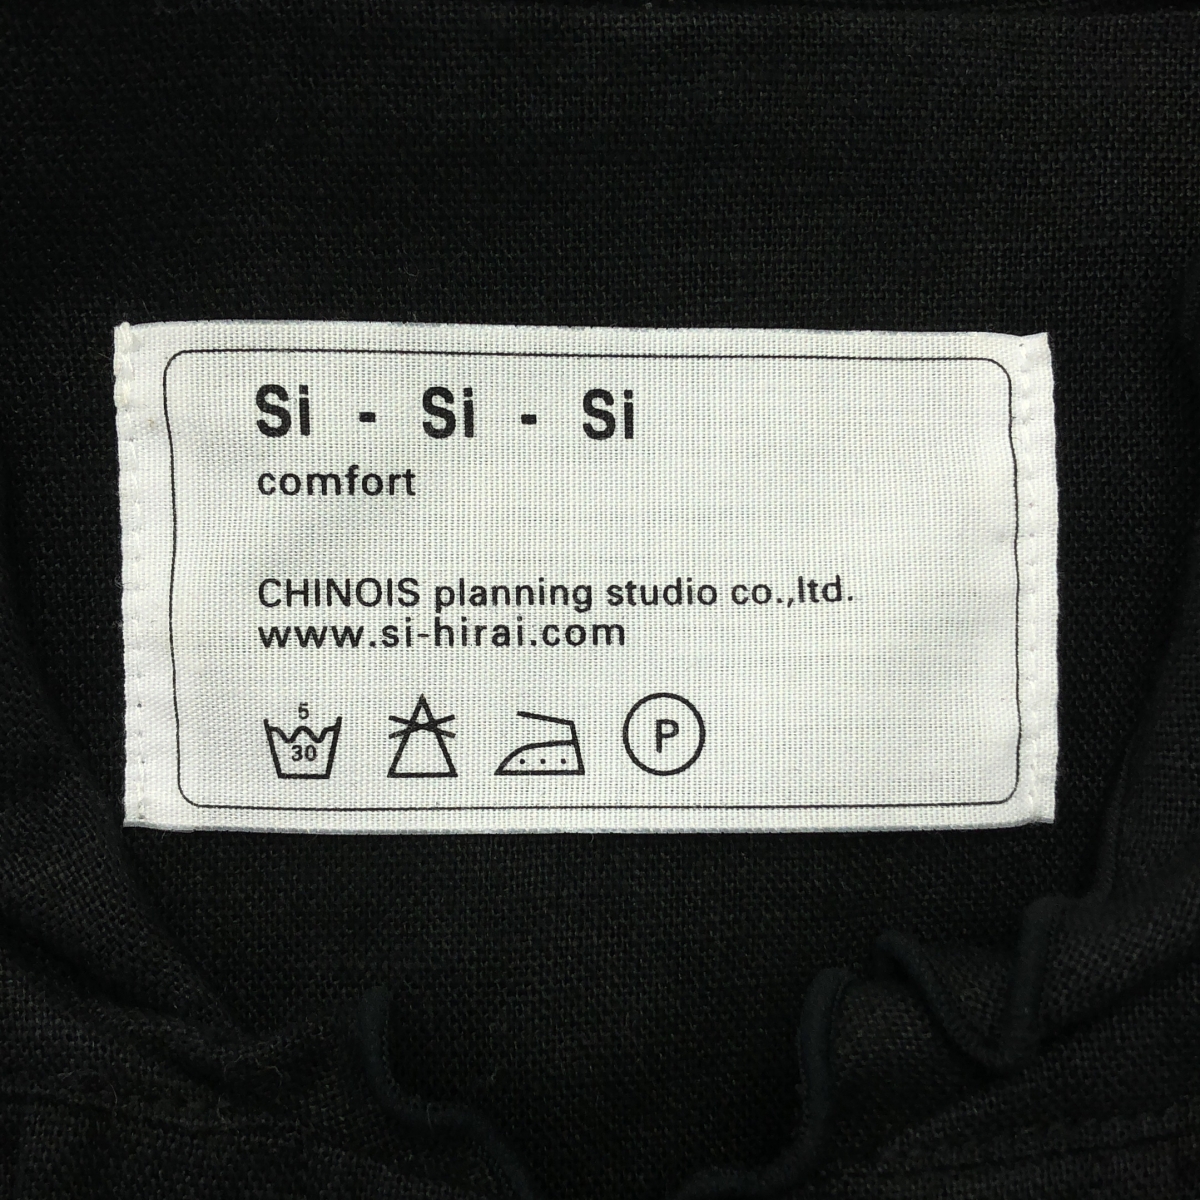 Si - Si - Si
comfort
CHINOIS planning studio co.,ltd.
www.si-hirai.com
5
30
P